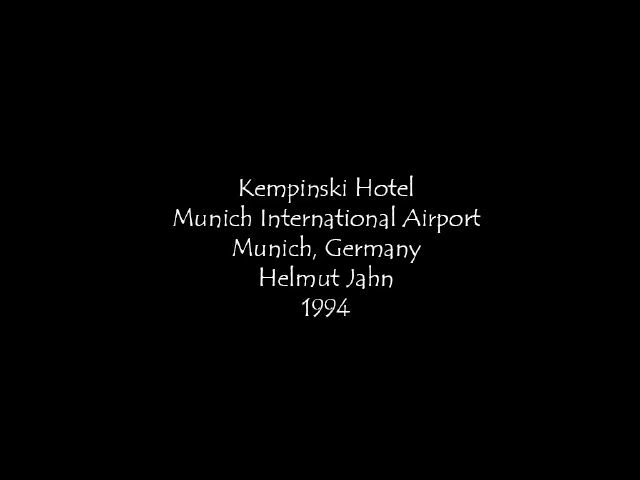 Kempinski Hotel
Munich International Airport
Munich, Germany
Helmut Jahn
1994